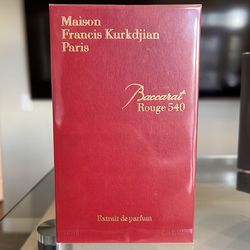 Maison
Francis Kurkdjian
Paris
Baccarat
Rouge 540
Extrait de parfum